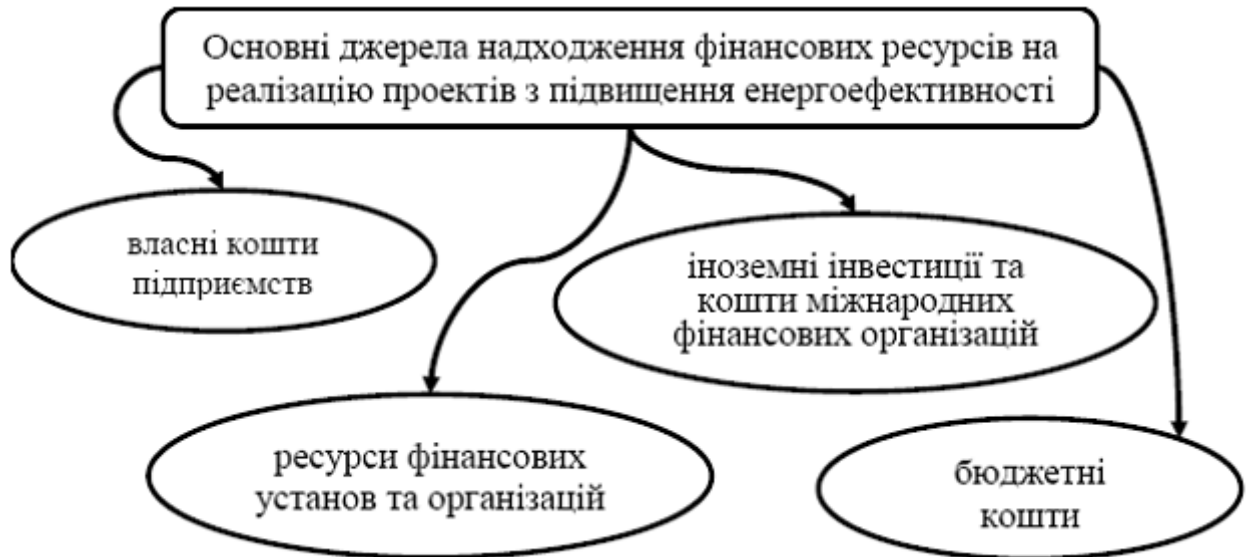 Основні джерела надходження фінансових ресурсів на
реалізацію проектів з підвищення енергоефективності
власні кошти
підприємств
іноземні інвестиції та
кошти міжнародних
фінансових організацій
ресурси фінансових
установ та організацій
бюджетні
кошти